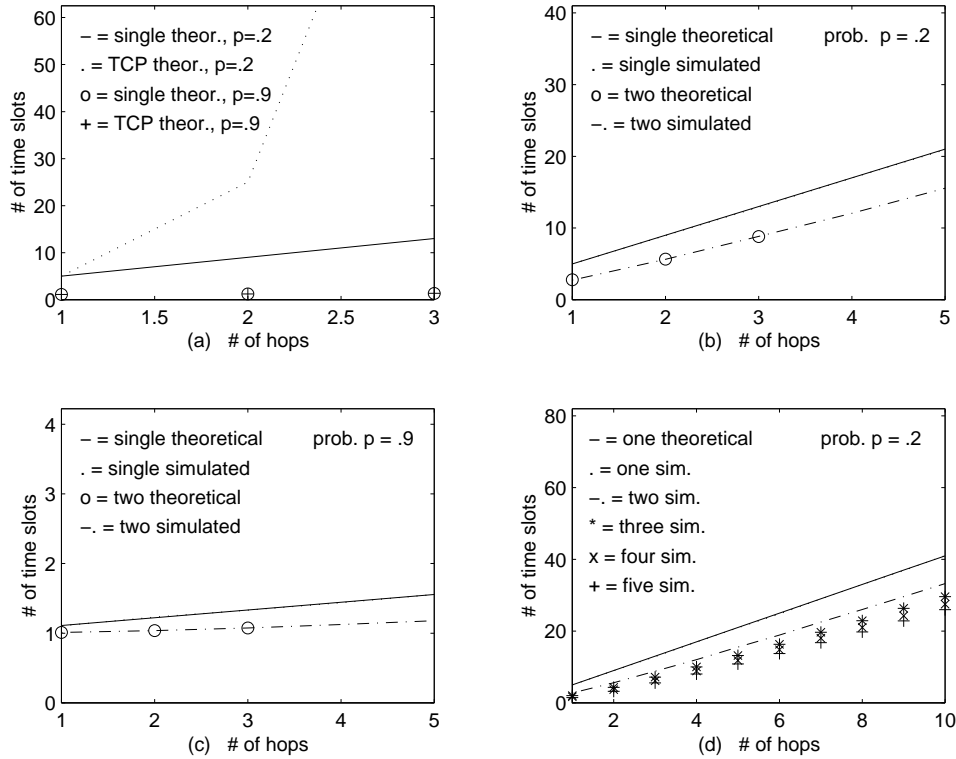 60
50
40
30
20
10
0
# of time slots
– = single theor., p=.2
. = TCP theor., p=.2
o = single theor., p=.9
+ = TCP theor., p=.9
1 1.5 2 2.5 3
(a) # of hops
40
30
20
10
0
# of time slots
– = single theoretical prob. p = .2
. = single simulated
o = two theoretical
–. = two simulated
1 2 3 4 5
(b) # of hops
4
3
2
1
0
# of time slots
– = single theoretical prob. p = .9
. = single simulated
o = two theoretical
–. = two simulated
1 2 3 4 5
(c) # of hops
80
60
40
20
0
# of time slots
– = one theoretical prob. p = .2
. = one sim.
–. = two sim.
* = three sim.
x = four sim.
+ = five sim.
2 4 6 8 10
(d) # of hops